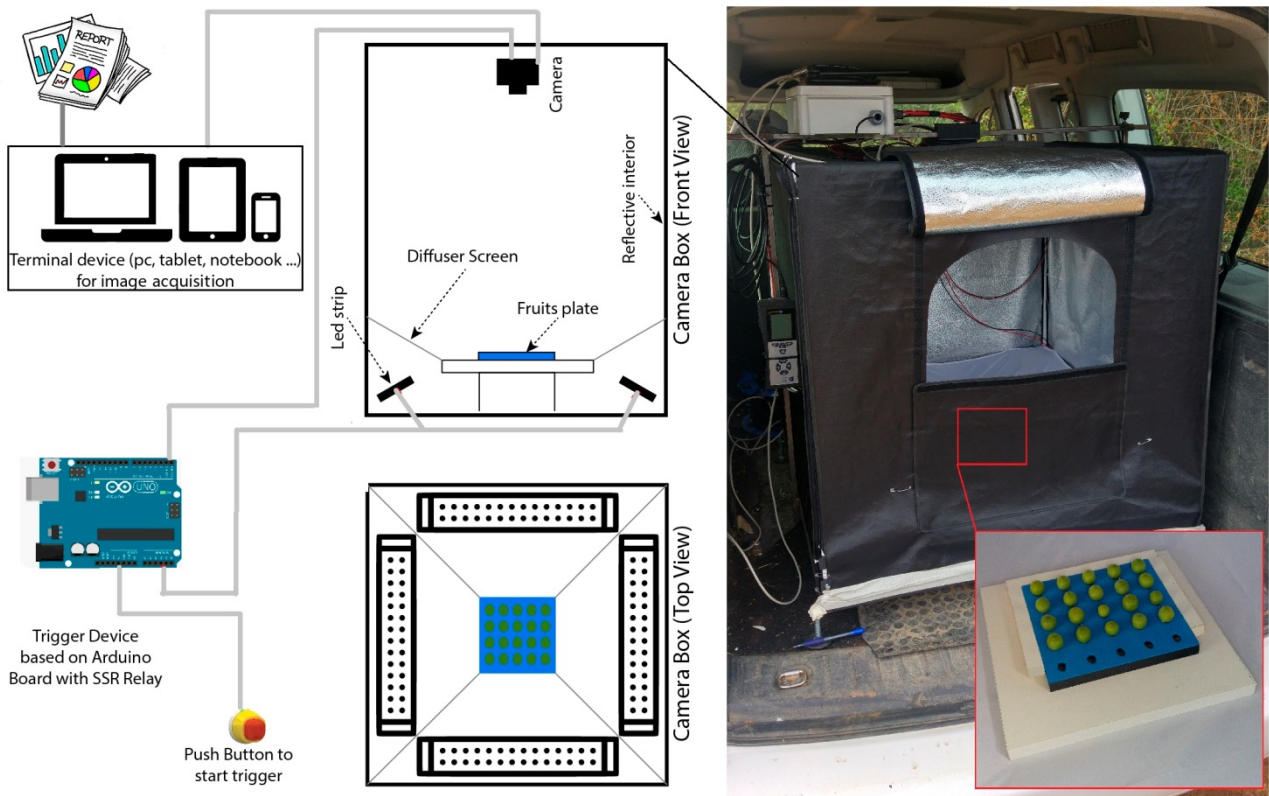 REPORT
Terminal device (pc, tablet, notebook ...)
for image acquisition
Camera
Reflective interior
Camera Box (Front View)
Diffuser Screen
Fruits plate
Led strip
UNO
Trigger Device
based on Arduino
Board with SSR Relay
Push Button to
start trigger
Camera Box (Top View)